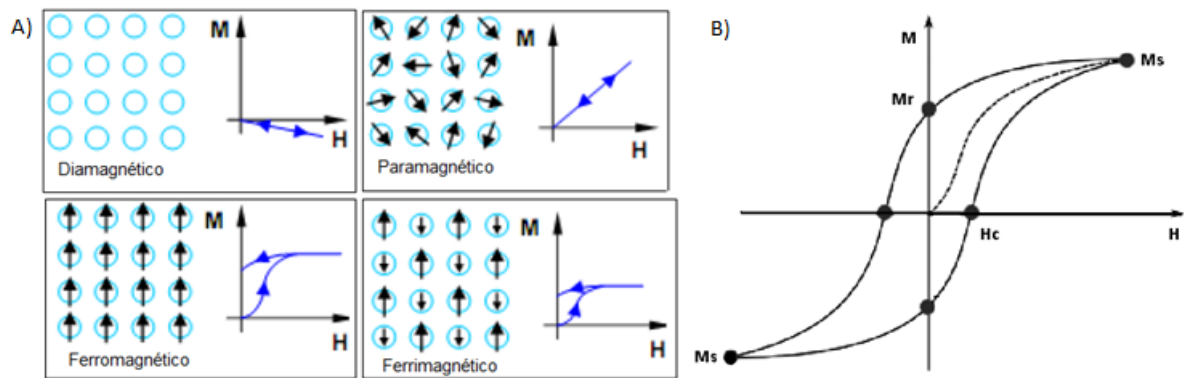 A)
M
H
Diamagnético
M
H
Paramagnético
M
H
Ferromagnético
M
H
Ferrimagnético
B)
M
Ms
Mr
Hc
H
Ms